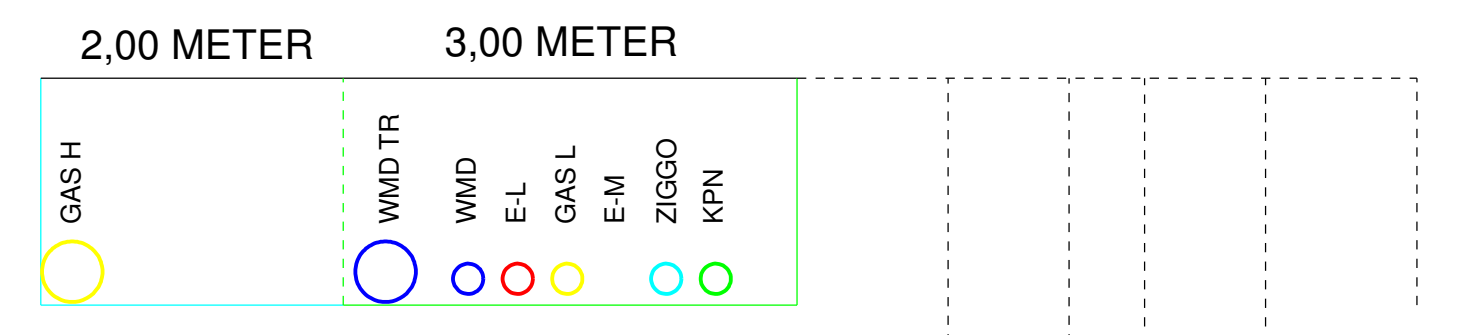 2,00 METER
3,00 METER
GAS H
WMD TR
WMD
E-L
GAS L
E-M
ZIGGO
KPN